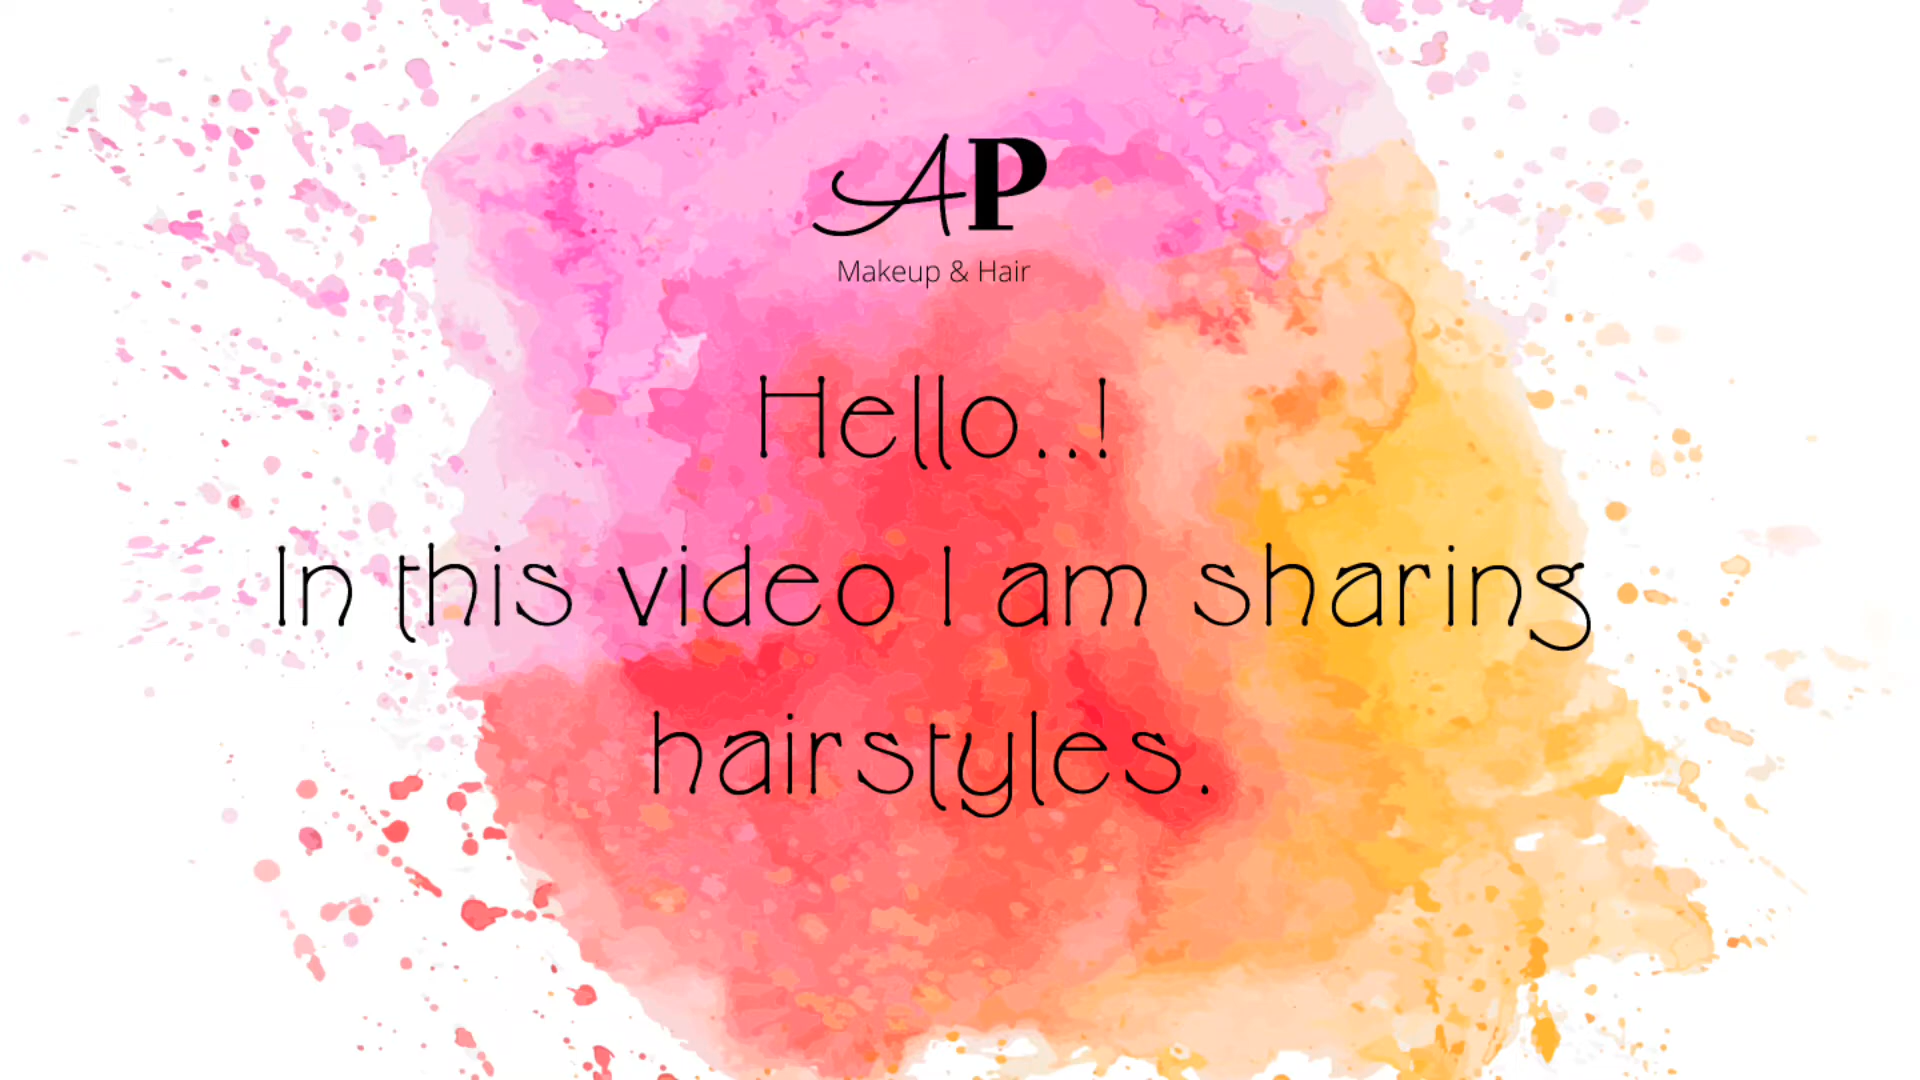 AP
Makeup & Hair
Hello..!
In this video I am sharing
hairstyles.